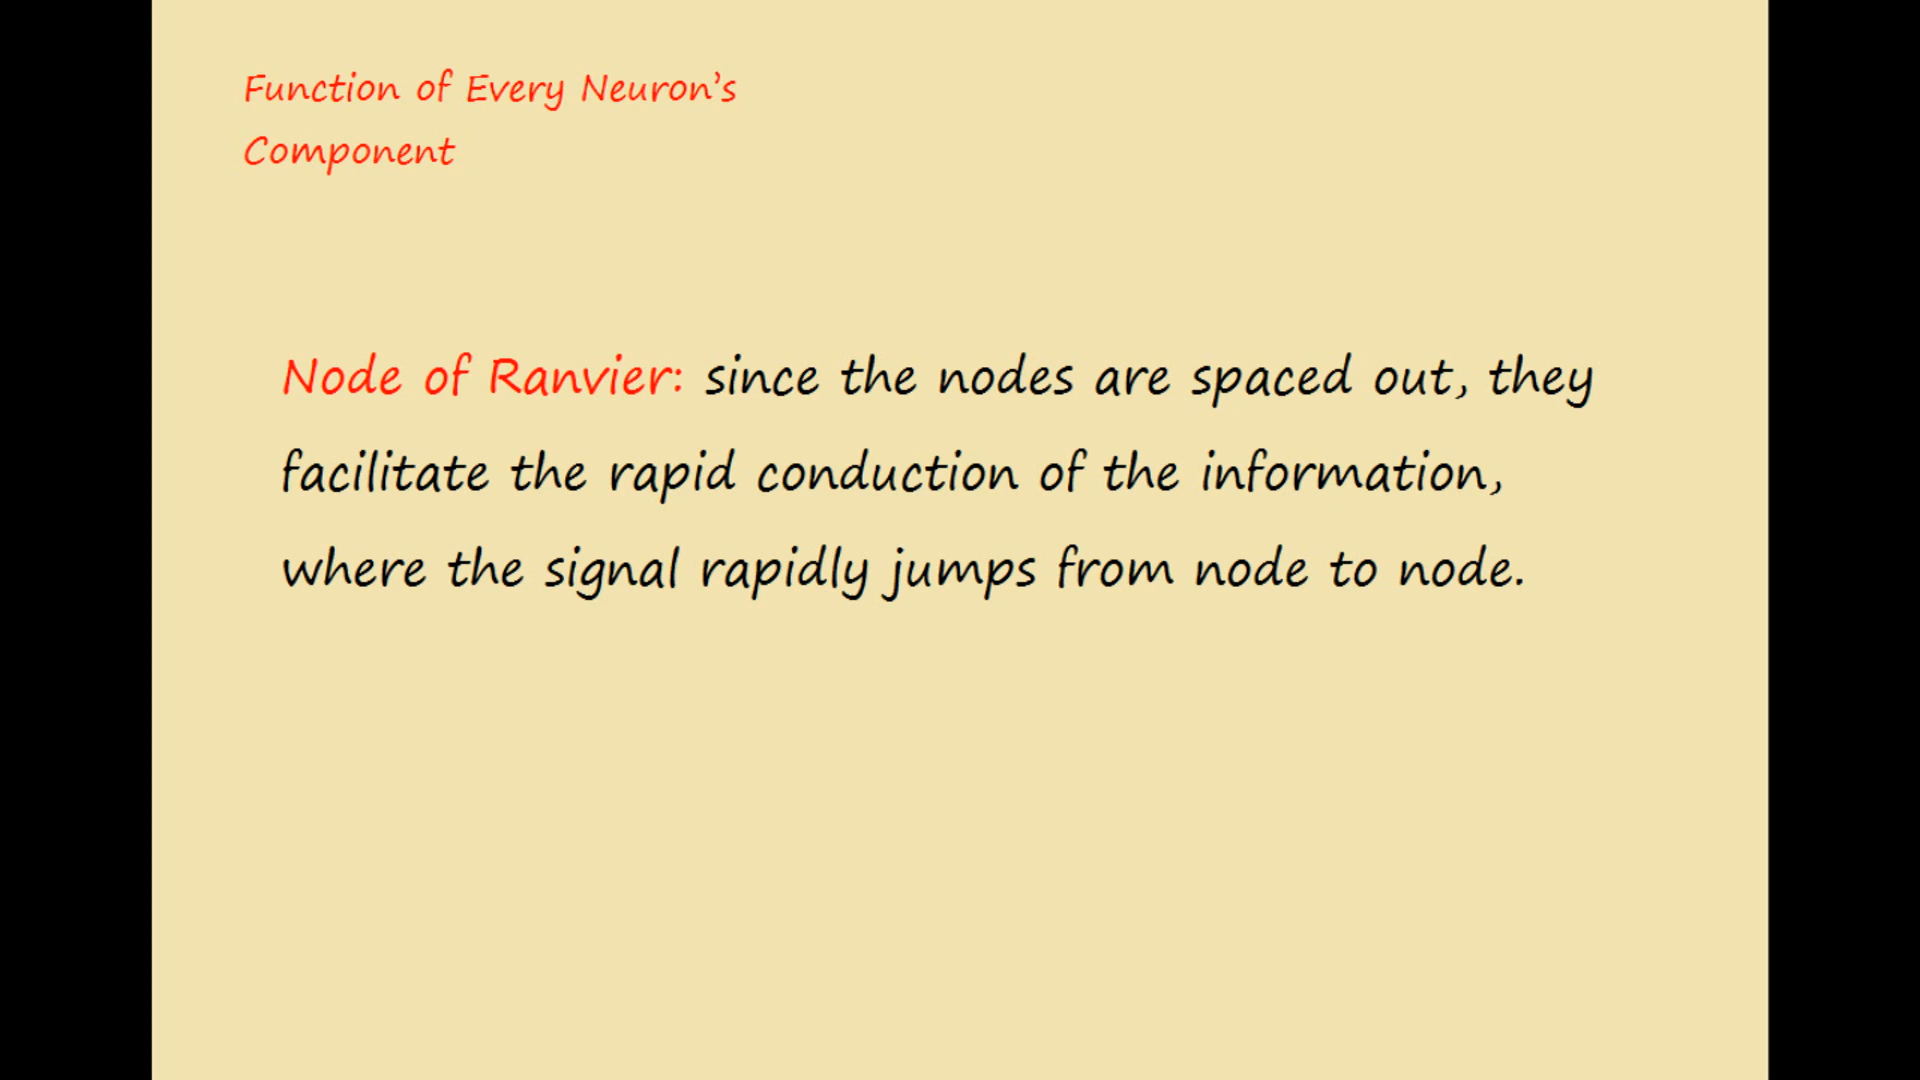 Function of Every Neuron’s
Component
Node of Ranvier: since the nodes are spaced out, they
facilitate the rapid conduction of the information,
where the signal rapidly jumps from node to node.